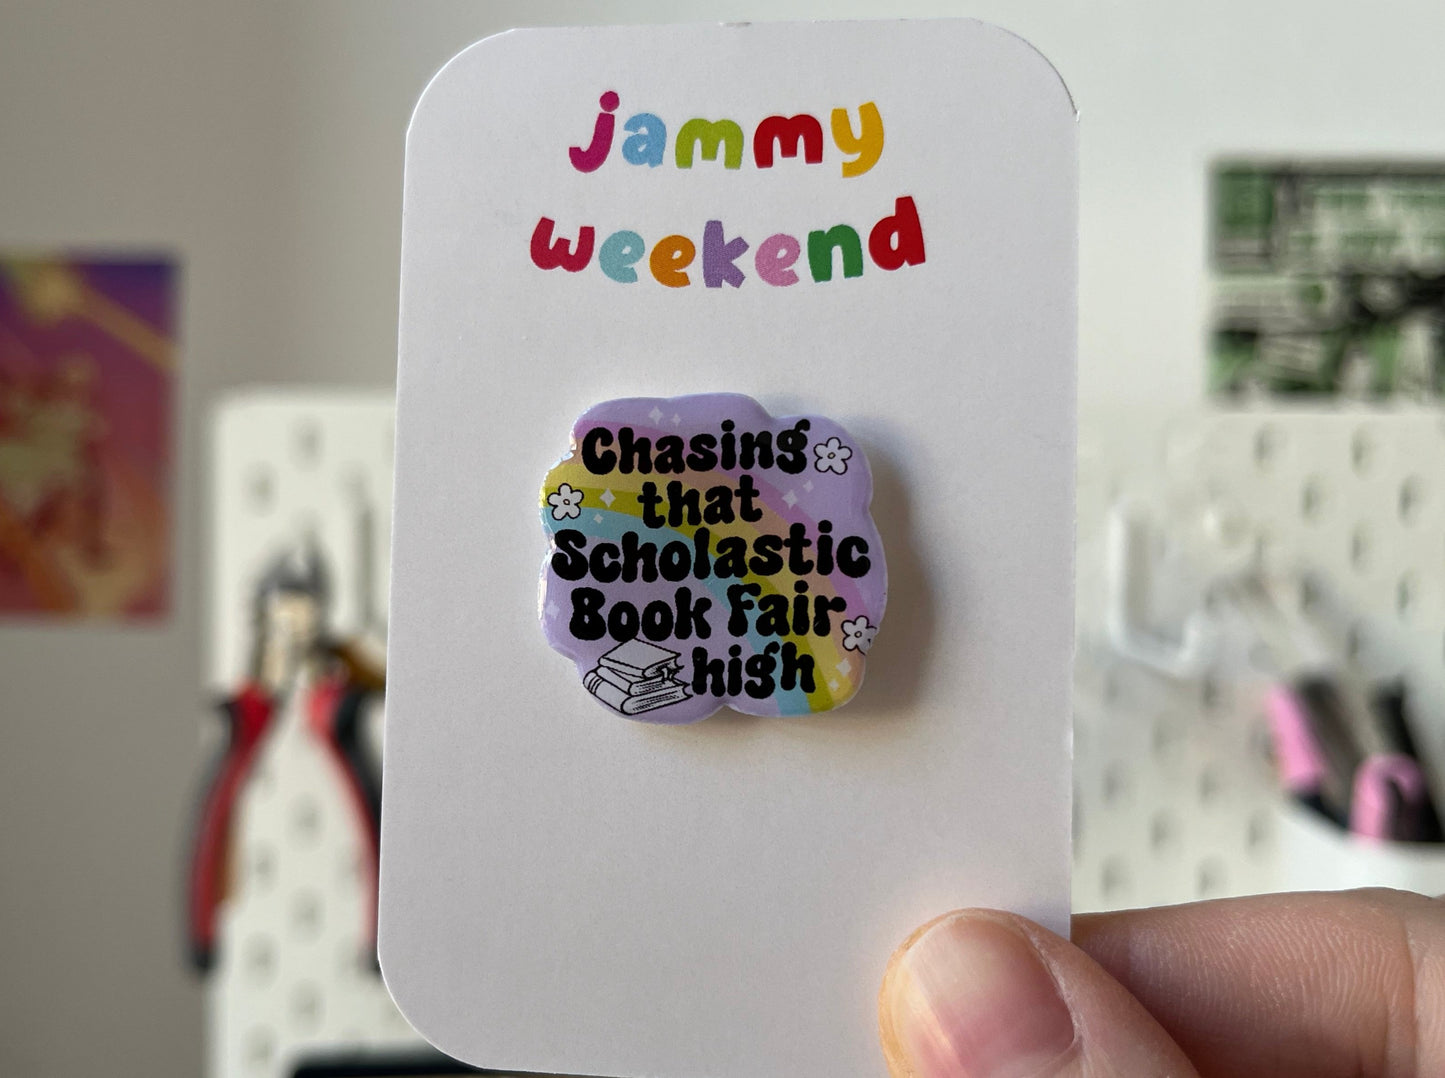 jammy
weekend
Chasing
that
Scholastic
Book Fair
high